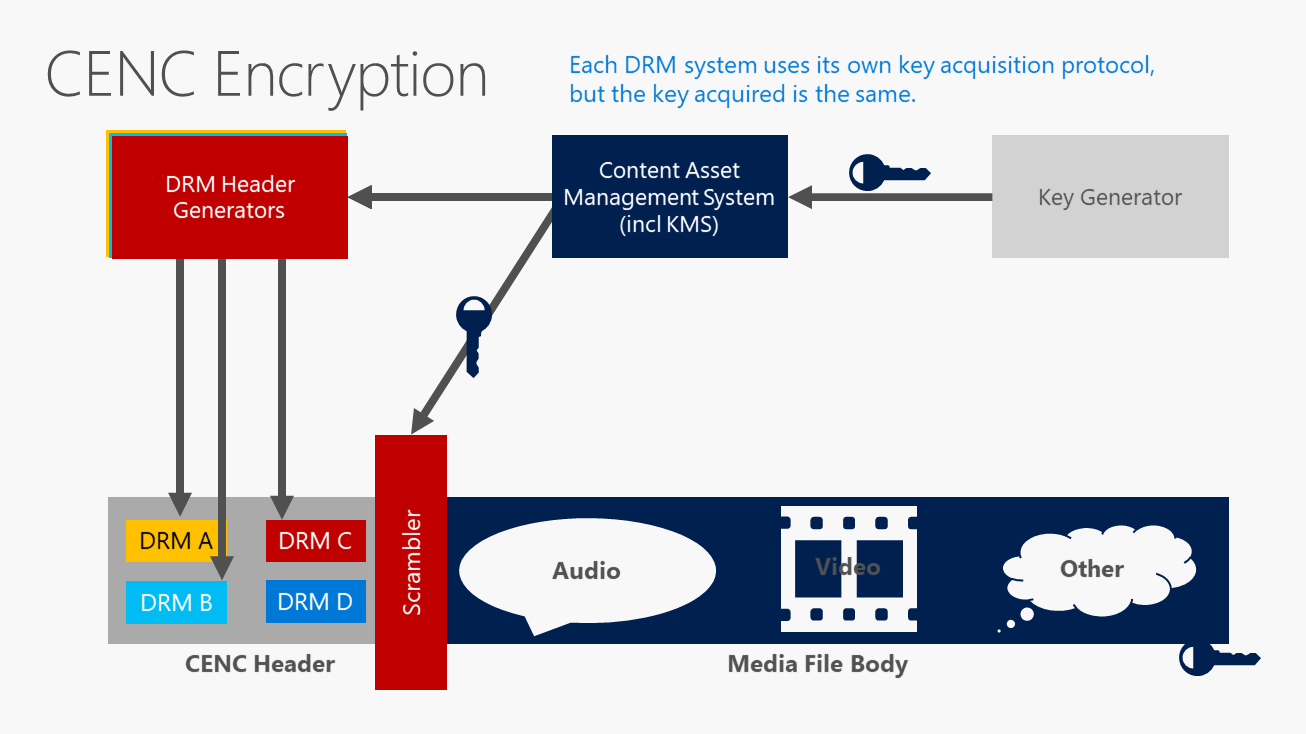 CENC Encryption
Each DRM system uses its own key acquisition protocol,
but the key acquired is the same.
DRM Header
Generators
Content Asset
Management System
(incl KMS)
Key Generator
DRM A
DRM C
DRM B
DRM D
Scrambler
Audio
Video
Other
CENC Header
Media File Body